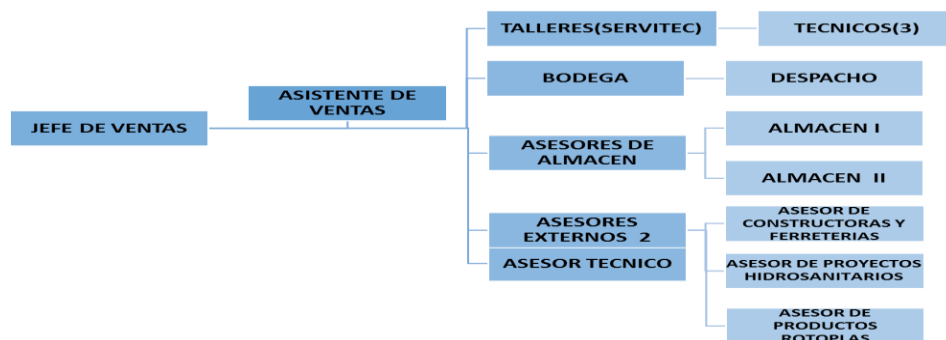 JEFE DE VENTAS
ASISTENTE DE
VENTAS
TALLERES(SERVITEC)
TECNICOS(3)
BODEGA
DESPACHO
ASESORES DE
ALMACEN
ALMACEN I
ALMACEN II
ASESORES
EXTERNOS 2
ASESOR DE
CONSTRUCTORAS Y
FERRETERIAS
ASESOR TECNICO
ASESOR DE PROYECTOS
HIDROSANITARIOS
ASESOR DE
PRODUCTOS
ROTOPLAS